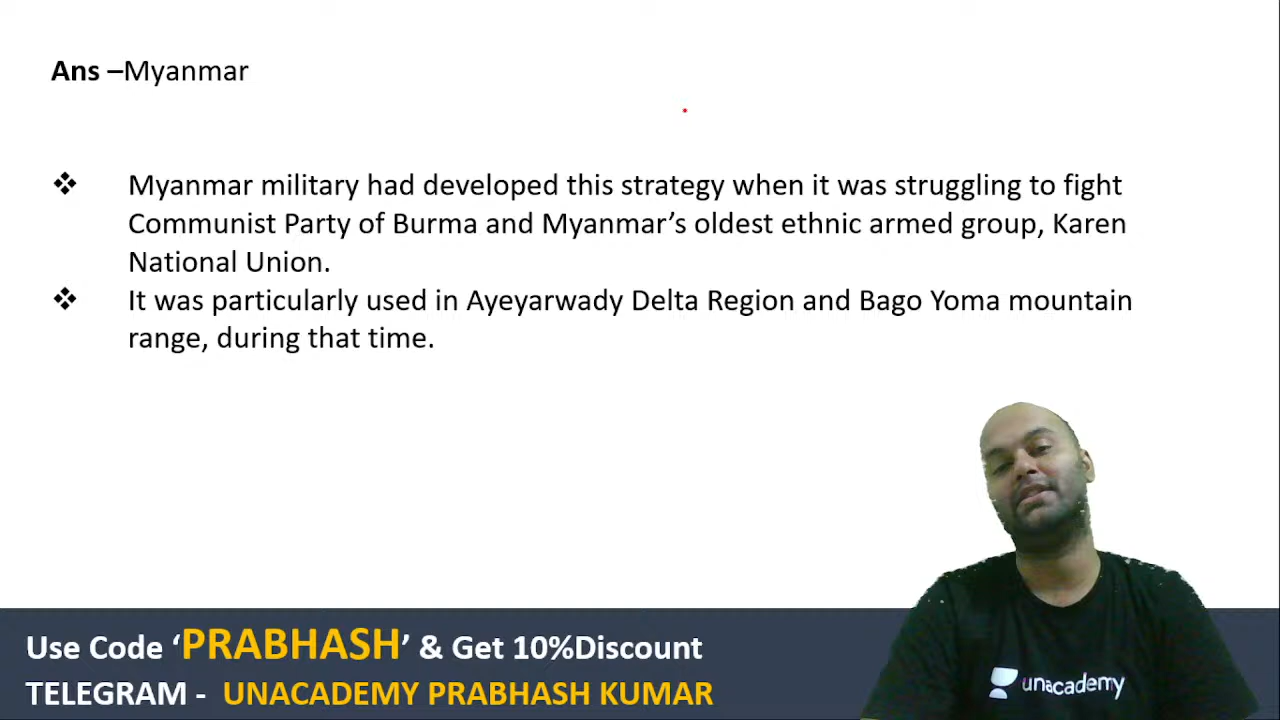 Ans –Myanmar
❖ Myanmar military had developed this strategy when it was struggling to fight
Communist Party of Burma and Myanmar’s oldest ethnic armed group, Karen
National Union.
❖ It was particularly used in Ayeyarwady Delta Region and Bago Yoma mountain
range, during that time.
Use Code ‘PRABHASH’ & Get 10%Discount
TELEGRAM - UNACADEMY PRABHASH KUMAR
unacademy